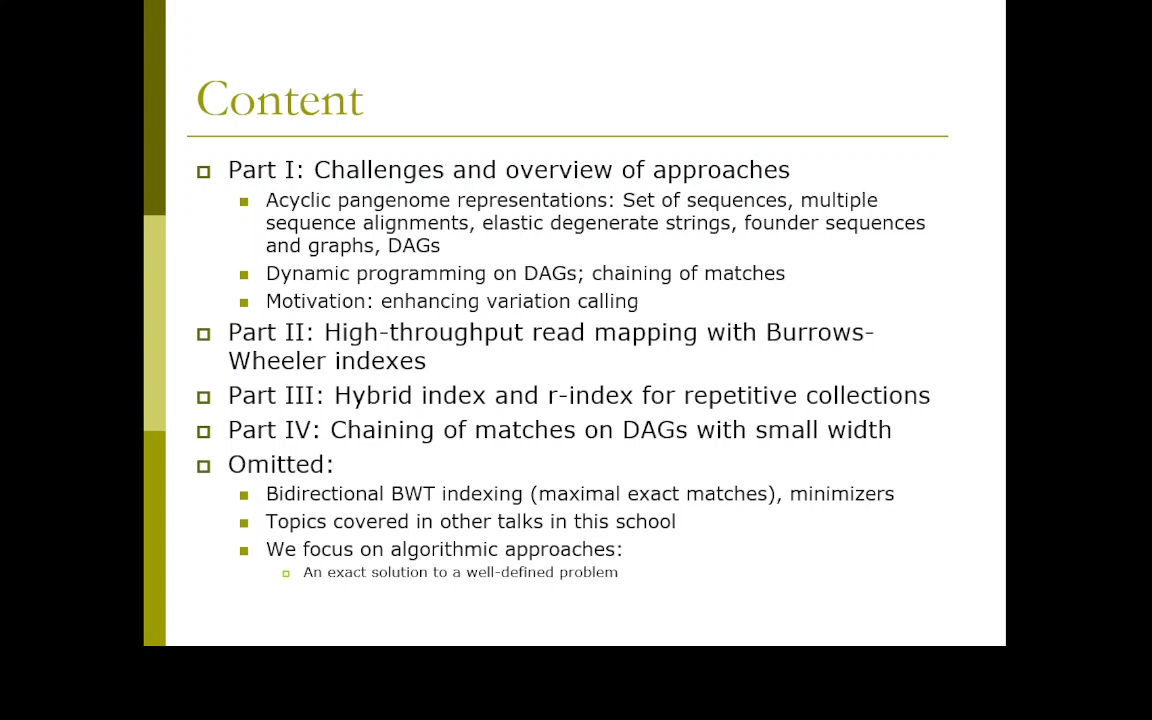 Content
Part I: Challenges and overview of approaches
Acyclic pangenome representations: Set of sequences, multiple
sequence alignments, elastic degenerate strings, founder sequences
and graphs, DAGs
Dynamic programming on DAGs; chaining of matches
Motivation: enhancing variation calling
Part II: High-throughput read mapping with Burrows-
Wheeler indexes
Part III: Hybrid index and r-index for repetitive collections
Part IV: Chaining of matches on DAGs with small width
Omitted:
Bidirectional BWT indexing (maximal exact matches), minimizers
Topics covered in other talks in this school
We focus on algorithmic approaches:
An exact solution to a well-defined problem